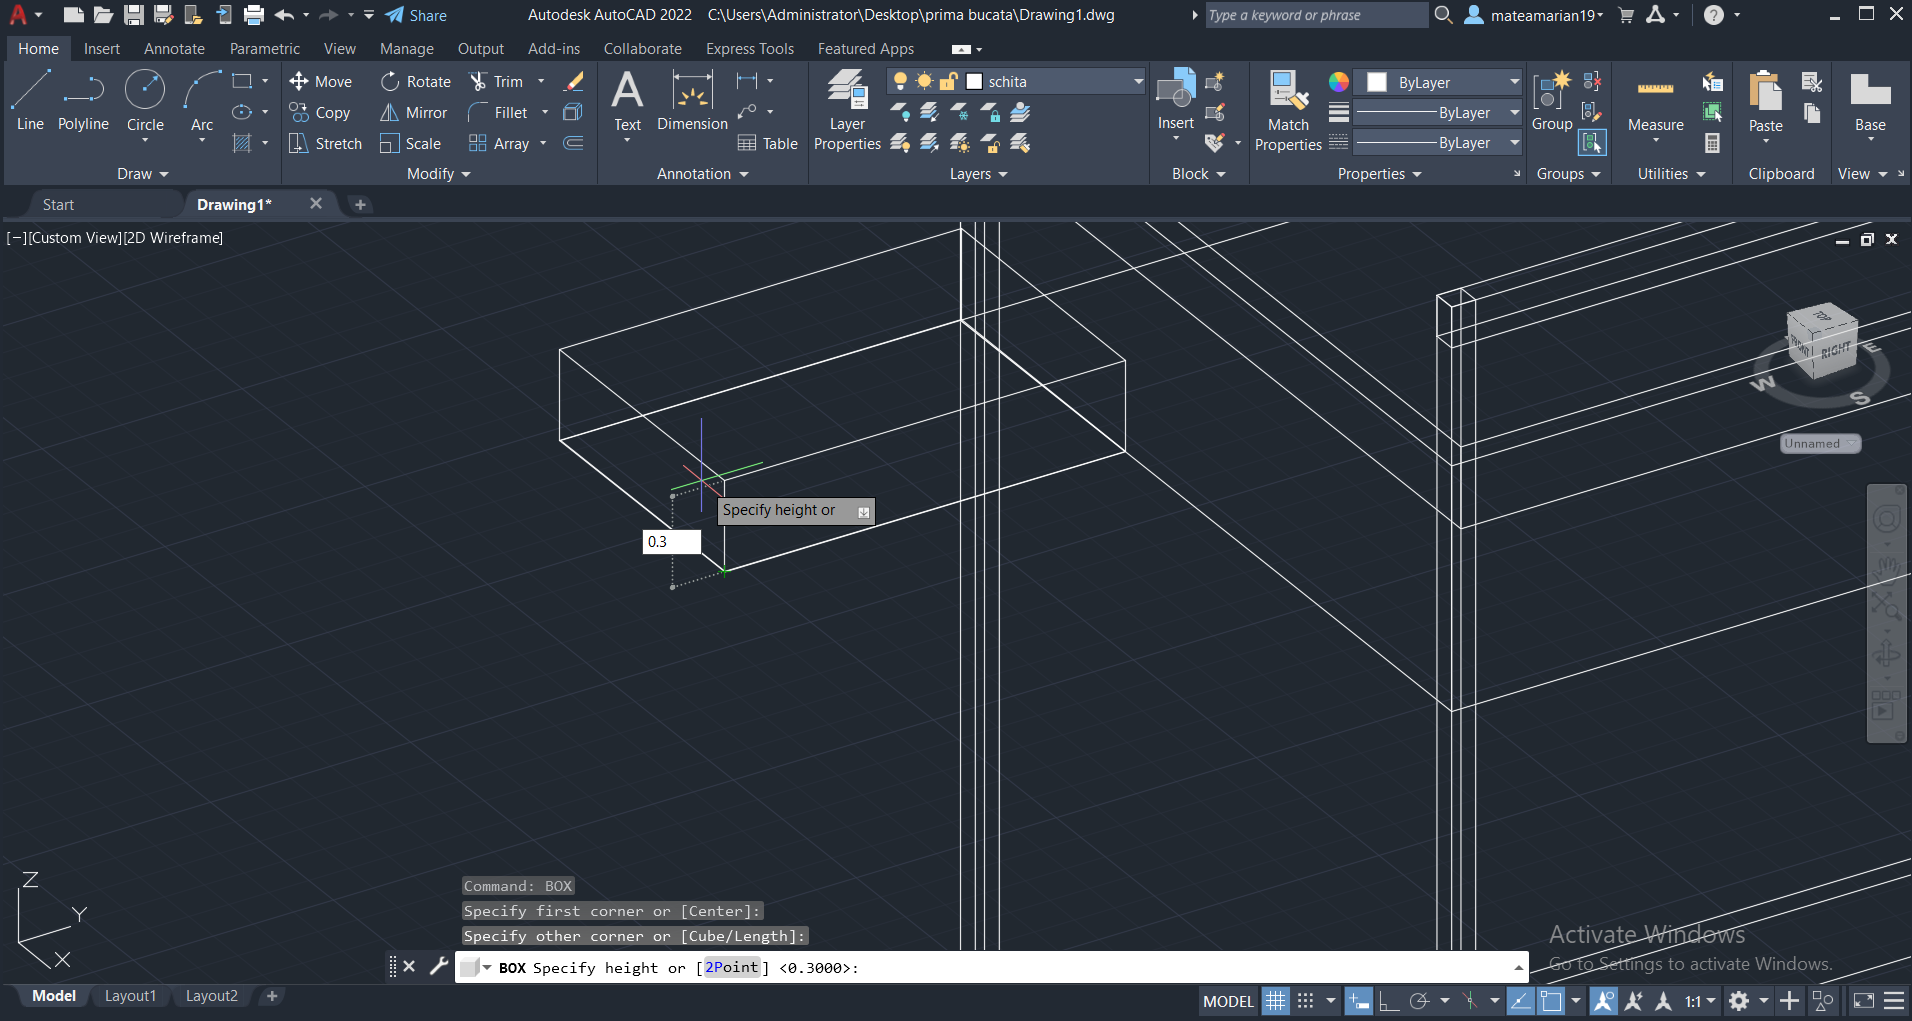 Share
Autodesk AutoCAD 2022 C:\Users\Administrator\Desktop\prima bucata\Drawing1.dwg
Type a keyword or phrase
mateamarian19
Home Insert Annotate Parametric View Manage Output Add-ins Collaborate Express Tools Featured Apps
Line Polyline Circle Arc
Draw
Move Rotate Trim
Copy Mirror Fillet
Stretch Scale Array
Modify
Text Dimension Table
Annotation
Layer Properties
schita
Layers
Insert
Block
Match Properties
ByLayer
ByLayer
ByLayer
Properties
Group
Groups
Measure
Utilities
Paste
Clipboard
Base
View
Start Drawing1*
[−][Custom View][2D Wireframe]
TOP
FRONT RIGHT
W S E
Unnamed
Specify height or
0.3
Z
Y
X
Command: BOX
Specify first corner or [Center]:
Specify other corner or [Cube/Length]:
BOX Specify height or [2Point] <0.3000>:
Activate Windows
Go to Settings to activate Windows.
Model Layout1 Layout2
MODEL 1:1